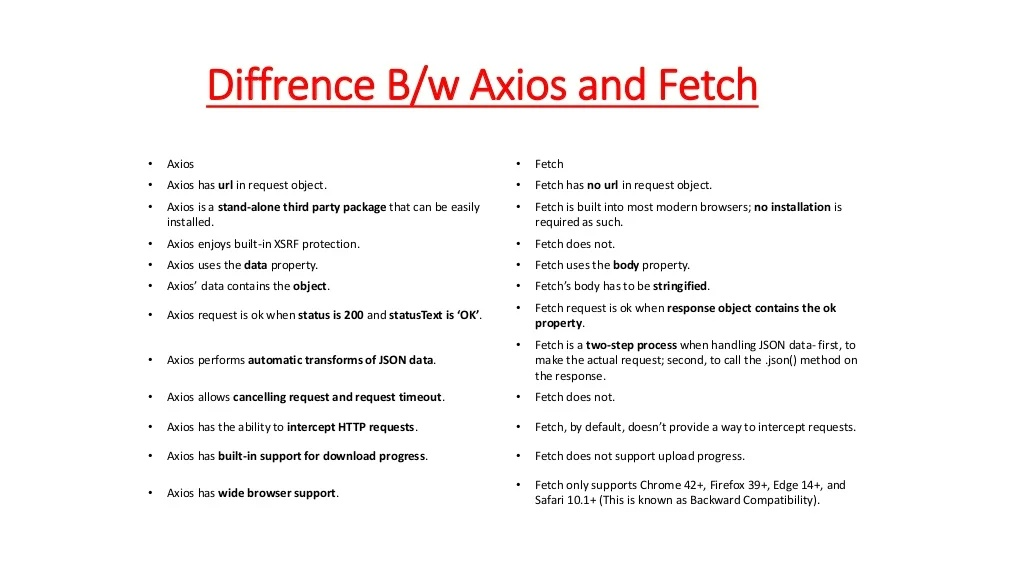 Diffrence B/w Axios and Fetch
• Axios
• Axios has url in request object.
• Axios is a stand-alone third party package that can be easily
installed.
• Axios enjoys built-in XSRF protection.
• Axios uses the data property.
• Axios’ data contains the object.
• Axios request is ok when status is 200 and statusText is ‘OK’.
• Axios performs automatic transforms of JSON data.
• Axios allows cancelling request and request timeout.
• Axios has the ability to intercept HTTP requests.
• Axios has built-in support for download progress.
• Axios has wide browser support.
• Fetch
• Fetch has no url in request object.
• Fetch is built into most modern browsers; no installation is
required as such.
• Fetch does not.
• Fetch uses the body property.
• Fetch’s body has to be stringified.
• Fetch request is ok when response object contains the ok
property.
• Fetch is a two-step process when handling JSON data- first, to
make the actual request; second, to call the .json() method on
the response.
• Fetch does not.
• Fetch, by default, doesn’t provide a way to intercept requests.
• Fetch does not support upload progress.
• Fetch only supports Chrome 42+, Firefox 39+, Edge 14+, and
Safari 10.1+ (This is known as Backward Compatibility).